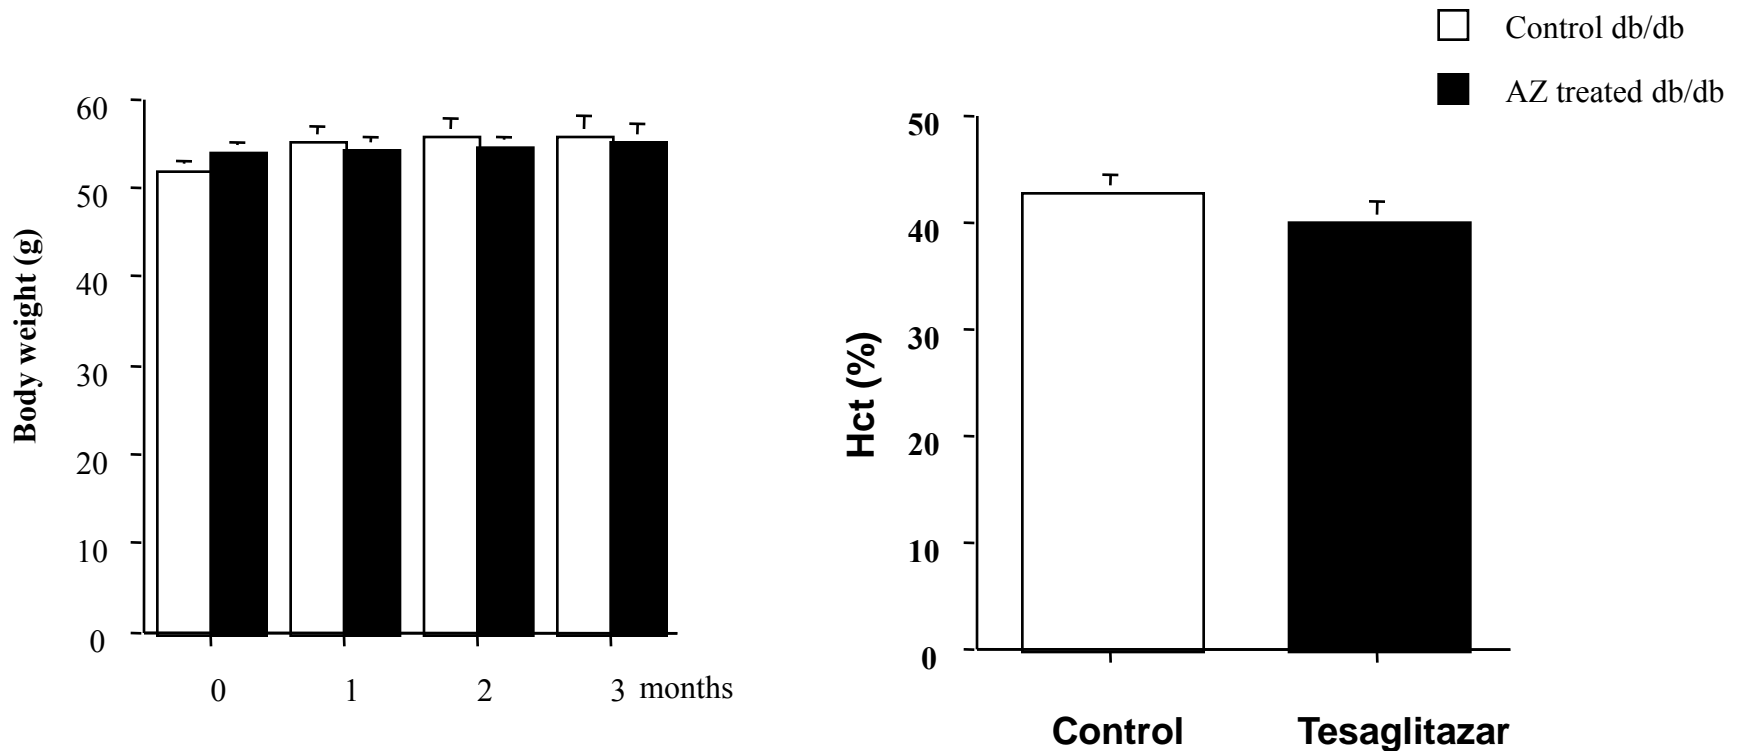 Control db/db
AZ treated db/db
60
50
40
30
20
10
0
Body weight (g)
0 1 2 3 months
50
40
30
20
10
0
Hct (%)
Control Tesaglitazar